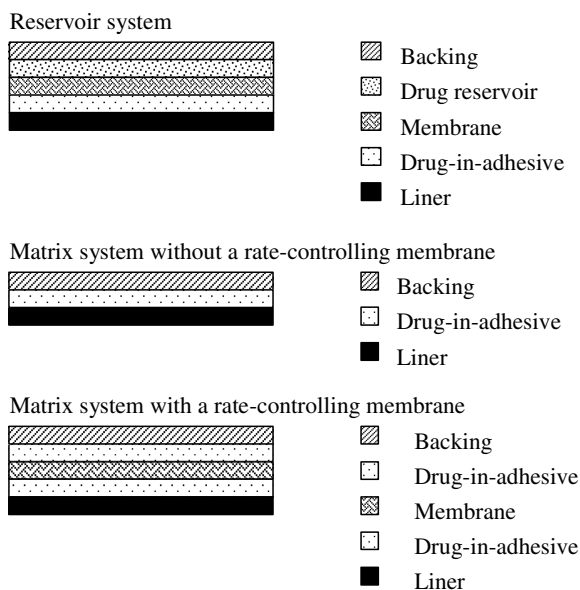 Reservoir system
Backing
Drug reservoir
Membrane
Drug-in-adhesive
Liner
Matrix system without a rate-controlling membrane
Backing
Drug-in-adhesive
Liner
Matrix system with a rate-controlling membrane
Backing
Drug-in-adhesive
Membrane
Drug-in-adhesive
Liner